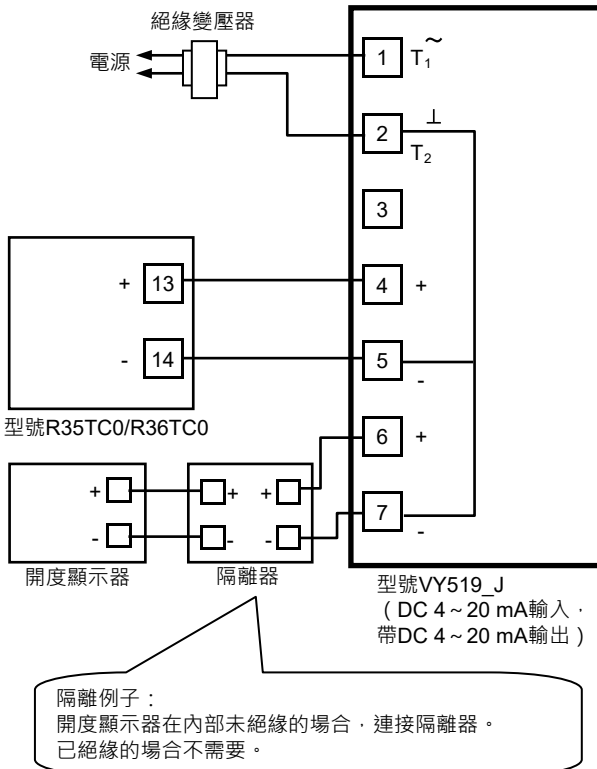 絕緣變壓器
電源
1 T₁ ~
2 ⊥
T₂
3
+ 13
4 +
- 14
5 -
型號R35TC0/R36TC0
6 +
+ + +
7 -
- - -
開度顯示器 隔離器
型號VY519_J
（DC 4～20 mA輸入，
帶DC 4～20 mA輸出）
隔離例子：
開度顯示器在內部未絕緣的場合，連接隔離器。
已絕緣的場合不需要。